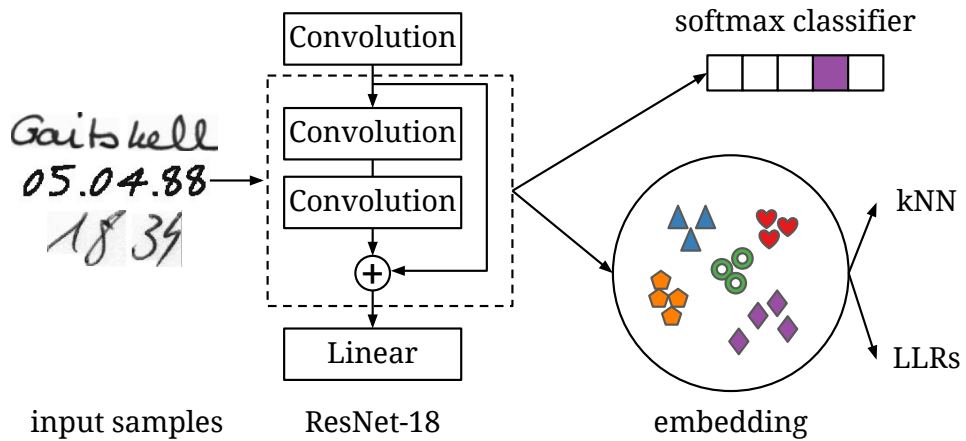 softmax classifier
Convolution
Convolution
Convolution
+
Linear
Gaitskell
05.04.88
1834
kNN
LLRs
input samples
ResNet-18
embedding